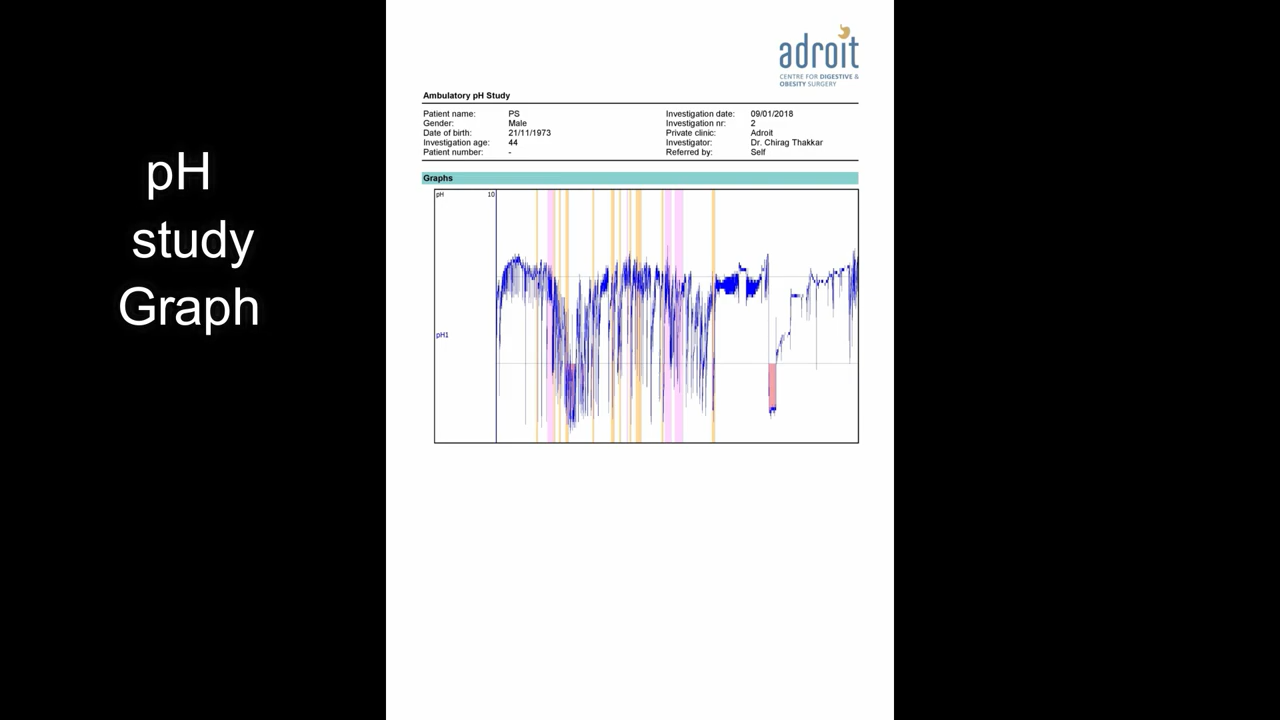 pH
study
Graph
adroit
CENTRE FOR DIGESTIVE &
OBESITY SURGERY
Ambulatory pH Study
Patient name: PS Investigation date: 09/01/2018
Gender: Male Investigation nr: 2
Date of birth: 21/11/1973 Private clinic: Adroit
Investigation age: 44 Investigator: Dr. Chirag Thakkar
Patient number: - Referred by: Self
Graphs
pH 10
pH1